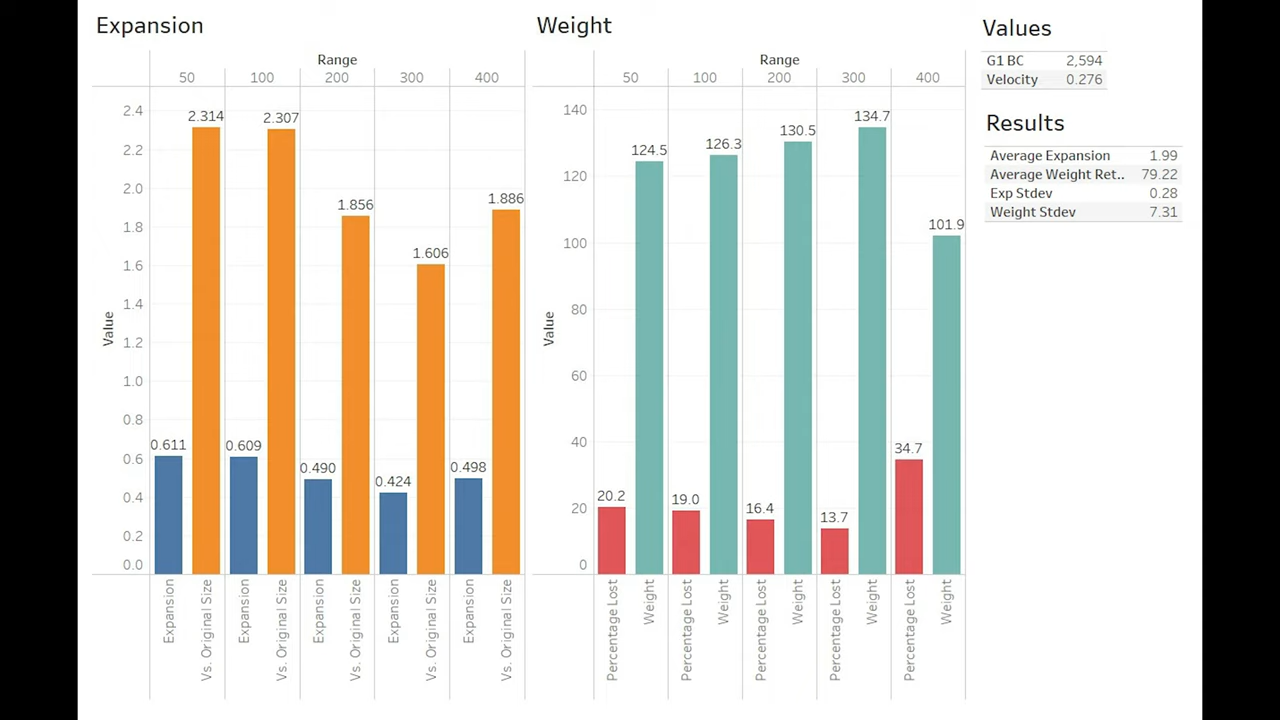 Expansion
Range
50 100 200 300 400
Value
2.4
2.2
2.0
1.8
1.6
1.4
1.2
1.0
0.8
0.6
0.4
0.2
0.0
2.314
2.307
1.856
1.606
1.886
0.611
0.609
0.490
0.424
0.498
Expansion
Vs. Original Size
Expansion
Vs. Original Size
Expansion
Vs. Original Size
Expansion
Vs. Original Size
Expansion
Vs. Original Size
Weight
Range
50 100 200 300 400
Value
140
120
100
80
60
40
20
0
124.5
126.3
130.5
134.7
101.9
20.2
19.0
16.4
13.7
34.7
Percentage Lost
Weight
Percentage Lost
Weight
Percentage Lost
Weight
Percentage Lost
Weight
Percentage Lost
Weight
Values
G1 BC 2,594
Velocity 0.276
Results
Average Expansion 1.99
Average Weight Ret.. 79.22
Exp Stdev 0.28
Weight Stdev 7.31